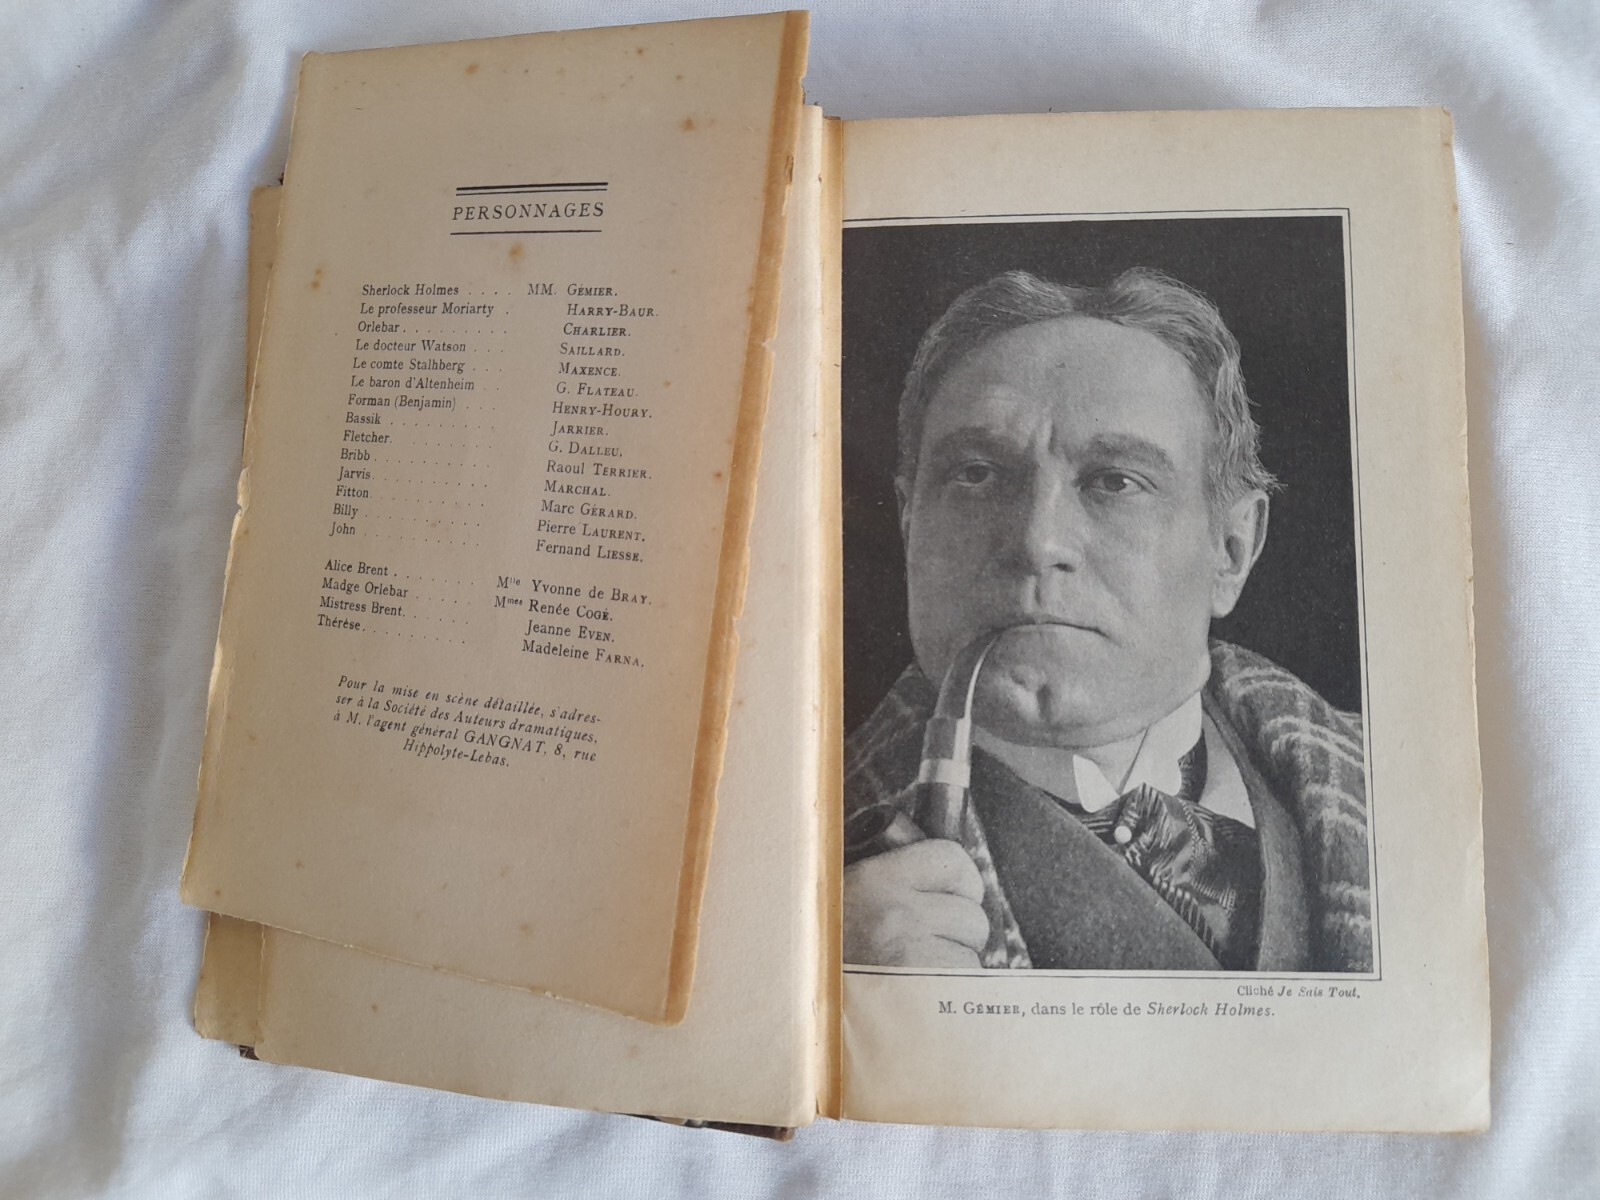 PERSONNAGES
Sherlock Holmes . . . . MM. GÉMIER.
Le professeur Moriarty . HARRY-BAUR.
Orlebar . . . . . . . . . CHARLIER.
Le docteur Watson . . . SAILLARD.
Le comte Stalhberg . . . MAXENCE.
Le baron d'Altenheim . . G. FLATEAU.
Forman (Benjamin) . . . HENRY-HOURY.
Bassik . . . . . . . . . JARRIER.
Fletcher. . . . . . . . . G. DALLEU.
Bribb . . . . . . . . . . Raoul TERRIER.
Jarvis. . . . . . . . . . MARCHAL.
Fitton. . . . . . . . . . Marc GÉRARD.
Billy . . . . . . . . . . Pierre LAURENT.
John . . . . . . . . . . Fernand LIESSE.
Alice Brent . . . . . . . Mlle Yvonne de BRAY.
Madge Orlebar . . . . . Mmes Renée COGÉ.
Mistress Brent. . . . . . Jeanne EVEN.
Thérèse. . . . . . . . . Madeleine FARNA.
Pour la mise en scène détaillée, s'adres-
ser à la Société des Auteurs dramatiques,
à M. l'agent général GANGNAT, 8, rue
Hippolyte-Lebas.
Cliché Je Sais Tout.
M. GÉMIER, dans le rôle de Sherlock Holmes.